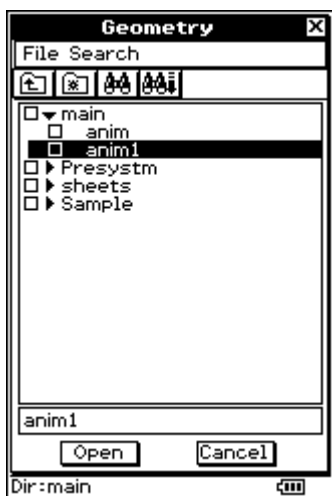 Geometry X
File Search
main
anim
anim1
Presystm
sheets
Sample
anim1
Open Cancel
Dir:main